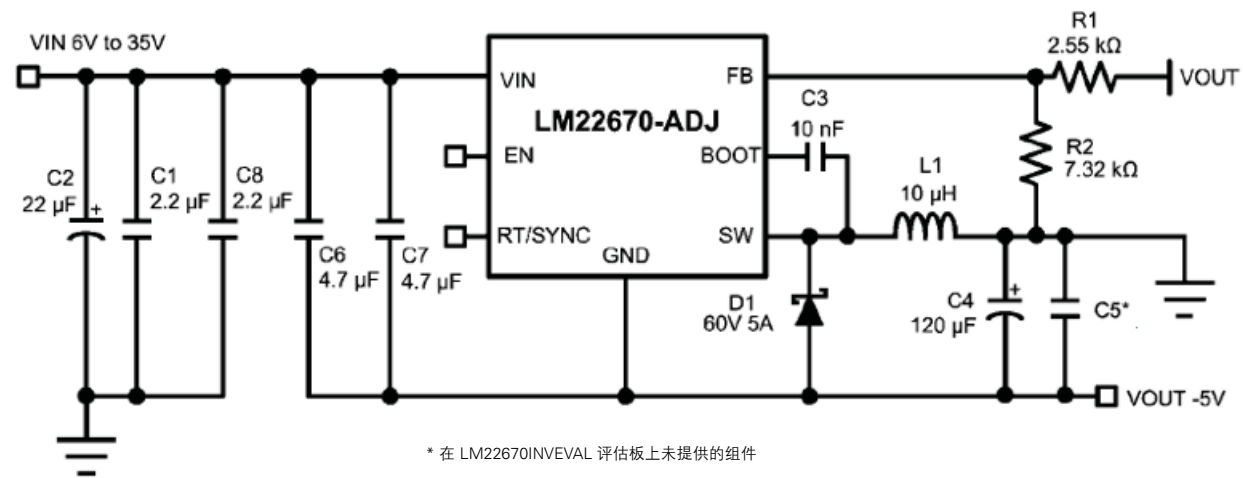 VIN 6V to 35V
R1
2.55 kΩ
VIN
FB
VOUT
C3
10 nF
LM22670-ADJ
EN
BOOT
R2
7.32 kΩ
C2
22 µF
+
C1
2.2 µF
C8
2.2 µF
L1
10 µH
RT/SYNC
SW
GND
C6
4.7 µF
C7
4.7 µF
D1
60V 5A
C4
120 µF
+
C5*
VOUT -5V
* 在 LM22670INVEVAL 评估板上未提供的组件